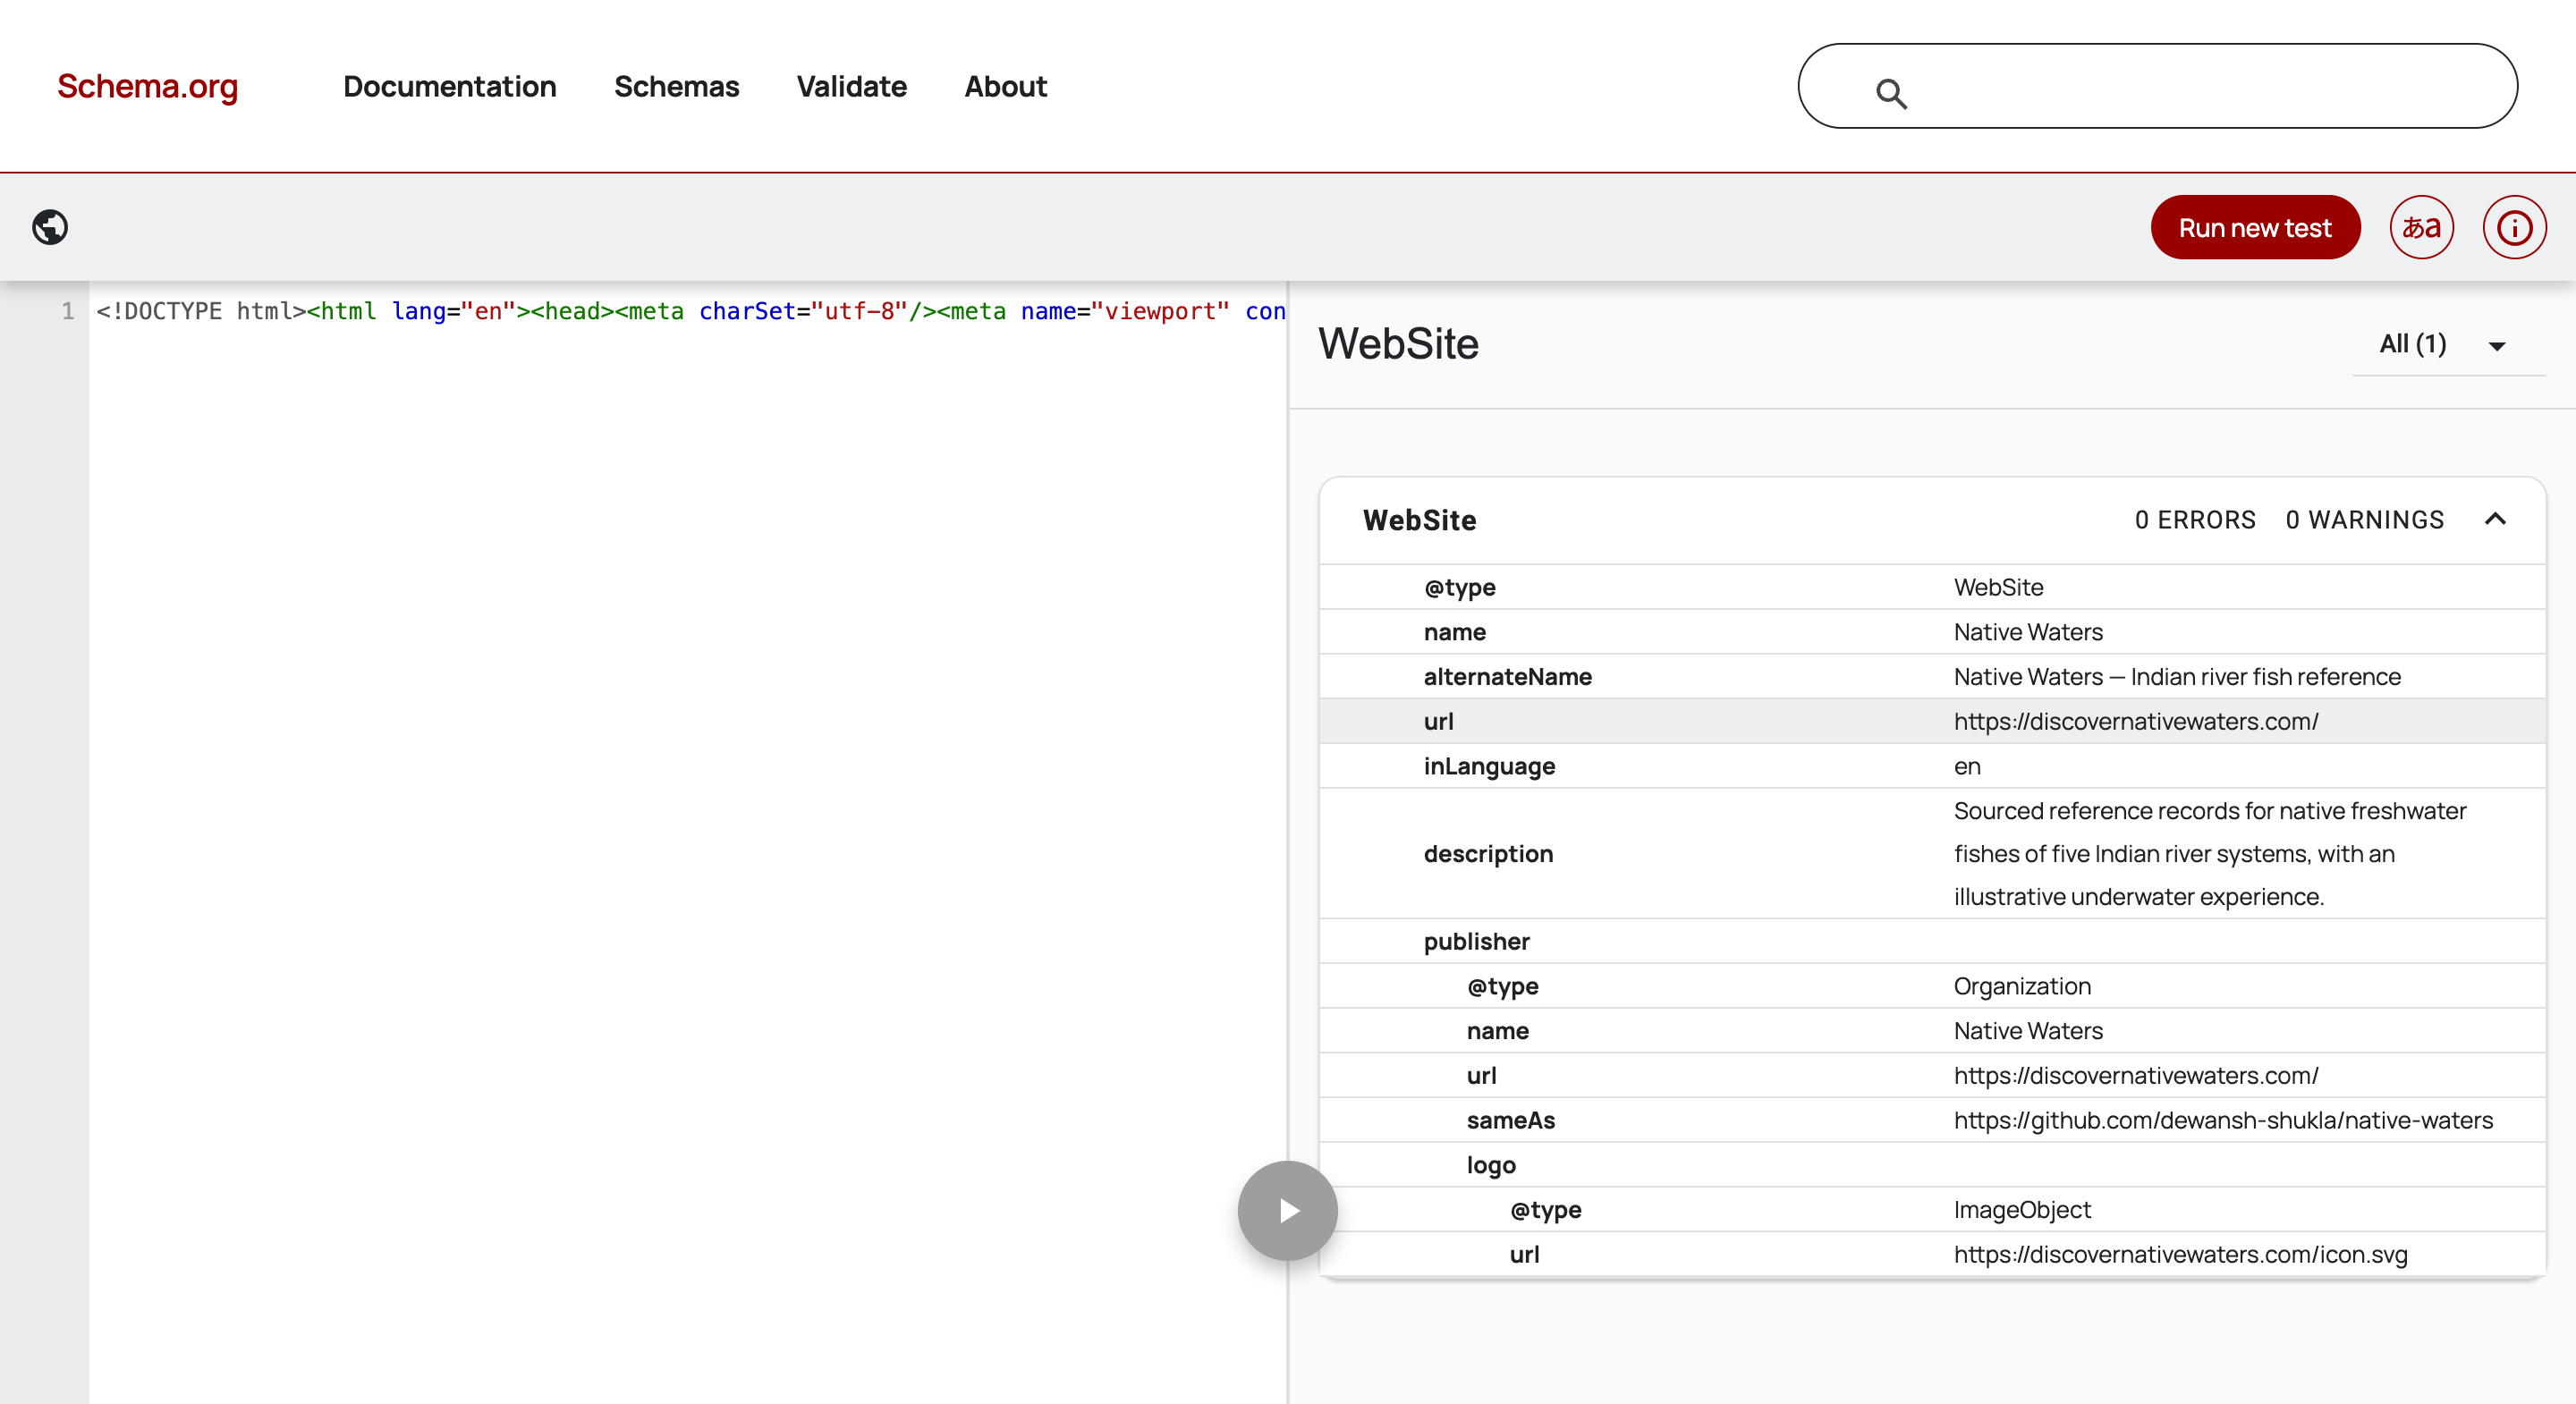 Schema.org
Documentation
Schemas
Validate
About
Run new test
あa
1
<!DOCTYPE html><html lang="en"><head><meta charSet="utf-8"/><meta name="viewport" con
WebSite
All (1)
WebSite
0 ERRORS
0 WARNINGS
@type WebSite
name Native Waters
alternateName Native Waters — Indian river fish reference
url https://discovernativewaters.com/
inLanguage en
description Sourced reference records for native freshwater
fishes of five Indian river systems, with an
illustrative underwater experience.
publisher
@type Organization
name Native Waters
url https://discovernativewaters.com/
sameAs https://github.com/dewansh-shukla/native-waters
logo
@type ImageObject
url https://discovernativewaters.com/icon.svg